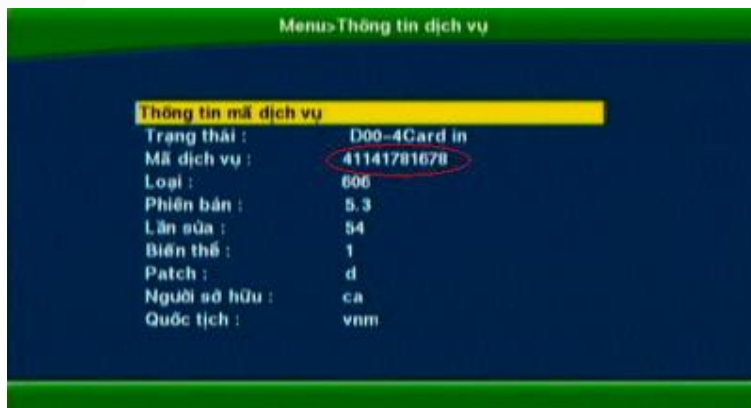 Menu>Thông tin dịch vụ
Thông tin mã dịch vụ
Trạng thái : D00-4Card in
Mã dịch vụ : 41141781678
Loại : 606
Phiên bản : 5.3
Lần sửa : 54
Biến thể : 1
Patch : d
Người sở hữu : ca
Quốc tịch : vnm